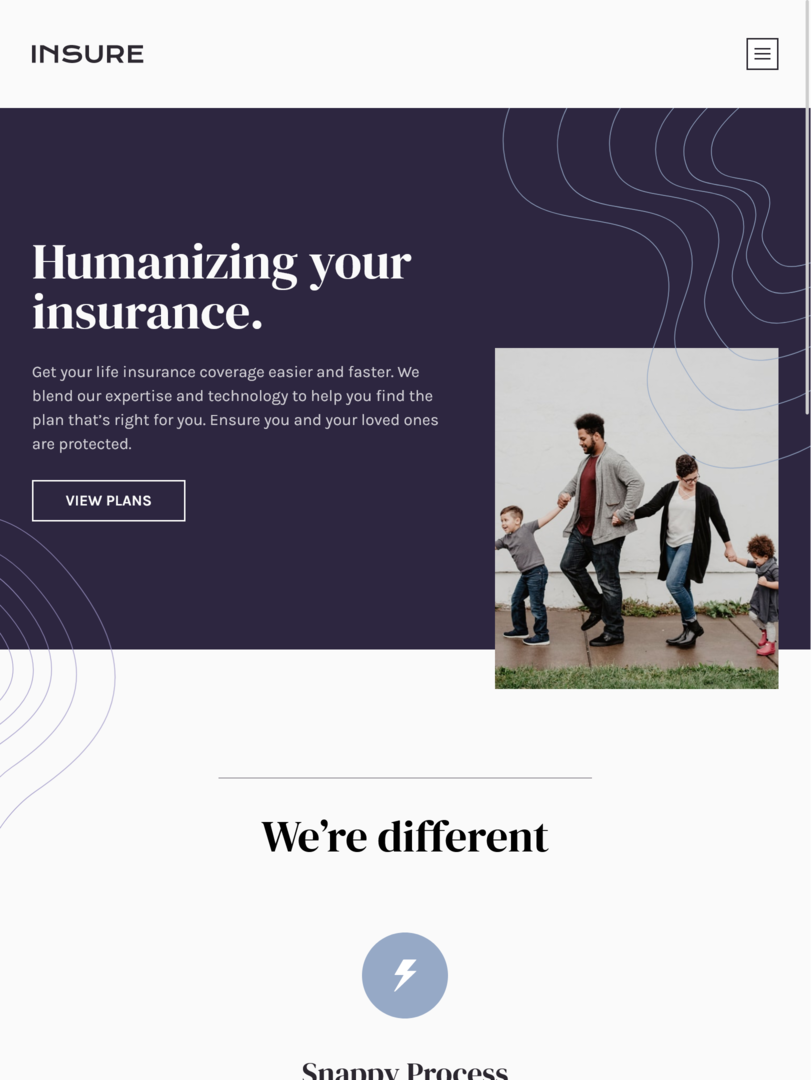 INSURE
Humanizing your
insurance.
Get your life insurance coverage easier and faster. We
blend our expertise and technology to help you find the
plan that’s right for you. Ensure you and your loved ones
are protected.
VIEW PLANS
We’re different
Snappy Process